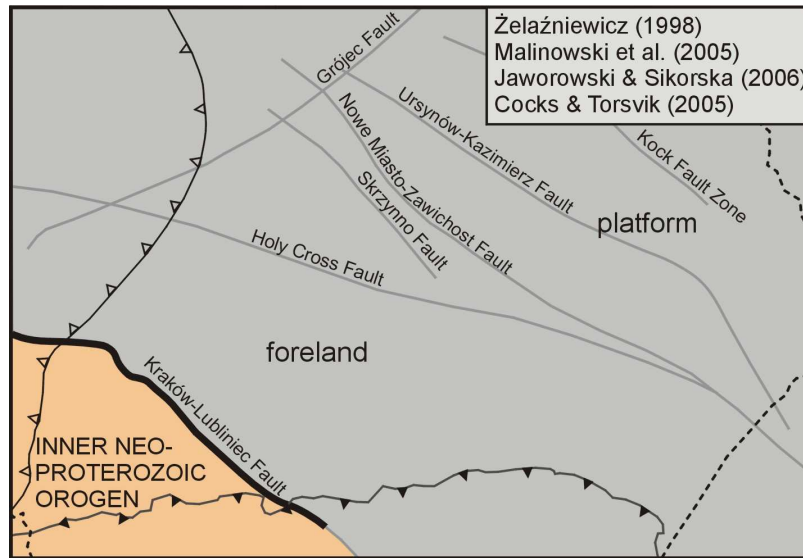 Żelaźniewicz (1998)
Malinowski et al. (2005)
Jaworowski & Sikorska (2006)
Cocks & Torsvik (2005)
Grójec Fault
Nowe Miasto-Zawichost Fault
Ursynów-Kazimierz Fault
Kock Fault Zone
Skrzynno Fault
platform
Holy Cross Fault
foreland
Kraków-Lubliniec Fault
INNER NEO-
PROTEROZOIC
OROGEN